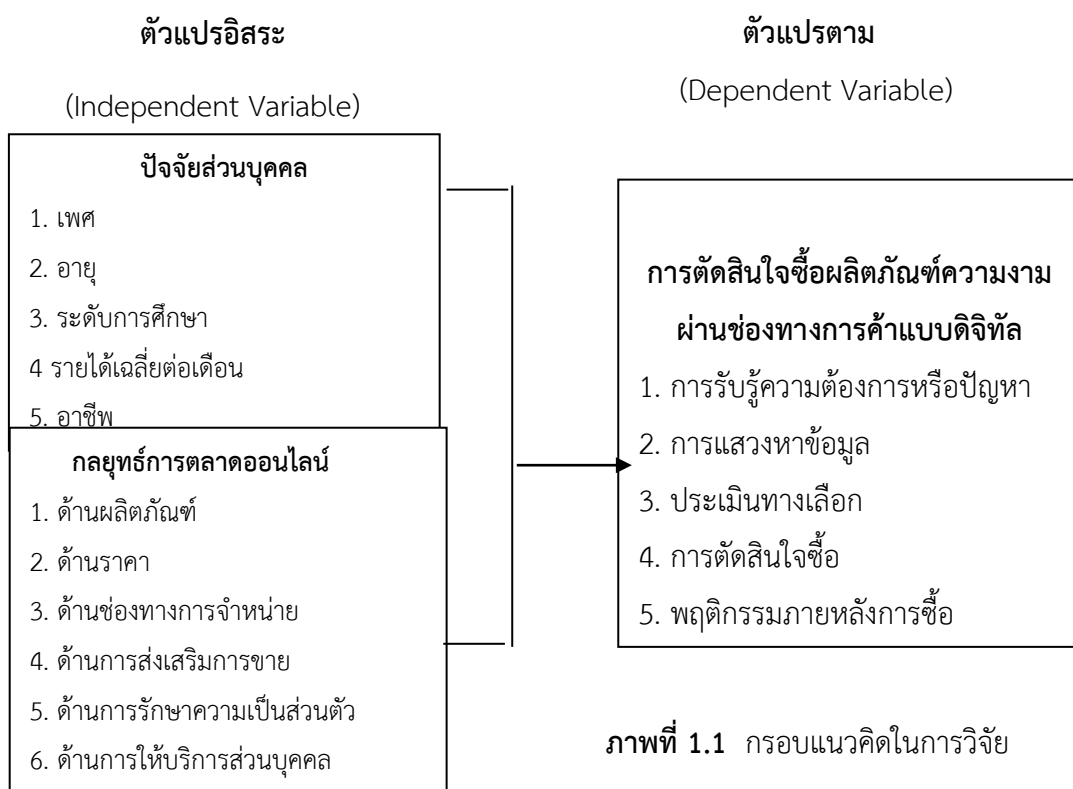 ตัวแปรอิสระ
(Independent Variable)
ปัจจัยส่วนบุคคล
1. เพศ
2. อายุ
3. ระดับการศึกษา
4 รายได้เฉลี่ยต่อเดือน
5. อาชีพ
กลยุทธ์การตลาดออนไลน์
1. ด้านผลิตภัณฑ์
2. ด้านราคา
3. ด้านช่องทางการจำหน่าย
4. ด้านการส่งเสริมการขาย
5. ด้านการรักษาความเป็นส่วนตัว
6. ด้านการให้บริการส่วนบุคคล
ตัวแปรตาม
(Dependent Variable)
การตัดสินใจซื้อผลิตภัณฑ์ความงาม
ผ่านช่องทางการค้าแบบดิจิทัล
1. การรับรู้ความต้องการหรือปัญหา
2. การแสวงหาข้อมูล
3. ประเมินทางเลือก
4. การตัดสินใจซื้อ
5. พฤติกรรมภายหลังการซื้อ
ภาพที่ 1.1 กรอบแนวคิดในการวิจัย